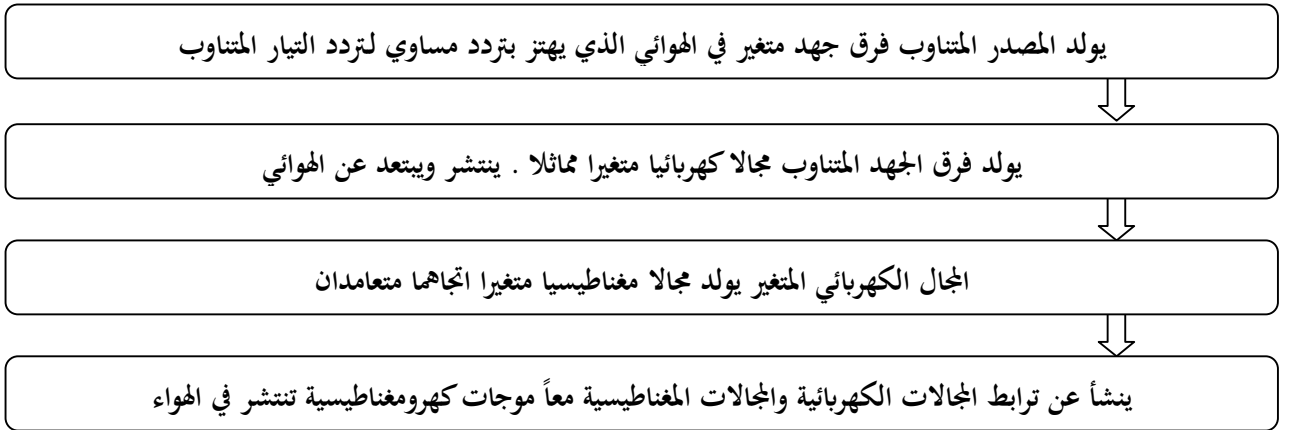 يولد المصدر المتناوب فرق جهد متغير في الهوائي الذي يهتز بتردد مساوي لتردد التيار المتناوب
يولد فرق الجهد المتناوب مجالا كهربائيا متغيرا مماثلا . ينتشر ويبتعد عن الهوائي
المجال الكهربائي المتغير يولد مجالا مغناطيسيا متغيرا اتجاهما متعامدان
ينشأ عن ترابط المجالات الكهربائية والمجالات المغناطيسية معاً موجات كهرومغناطيسية تنتشر في الهواء